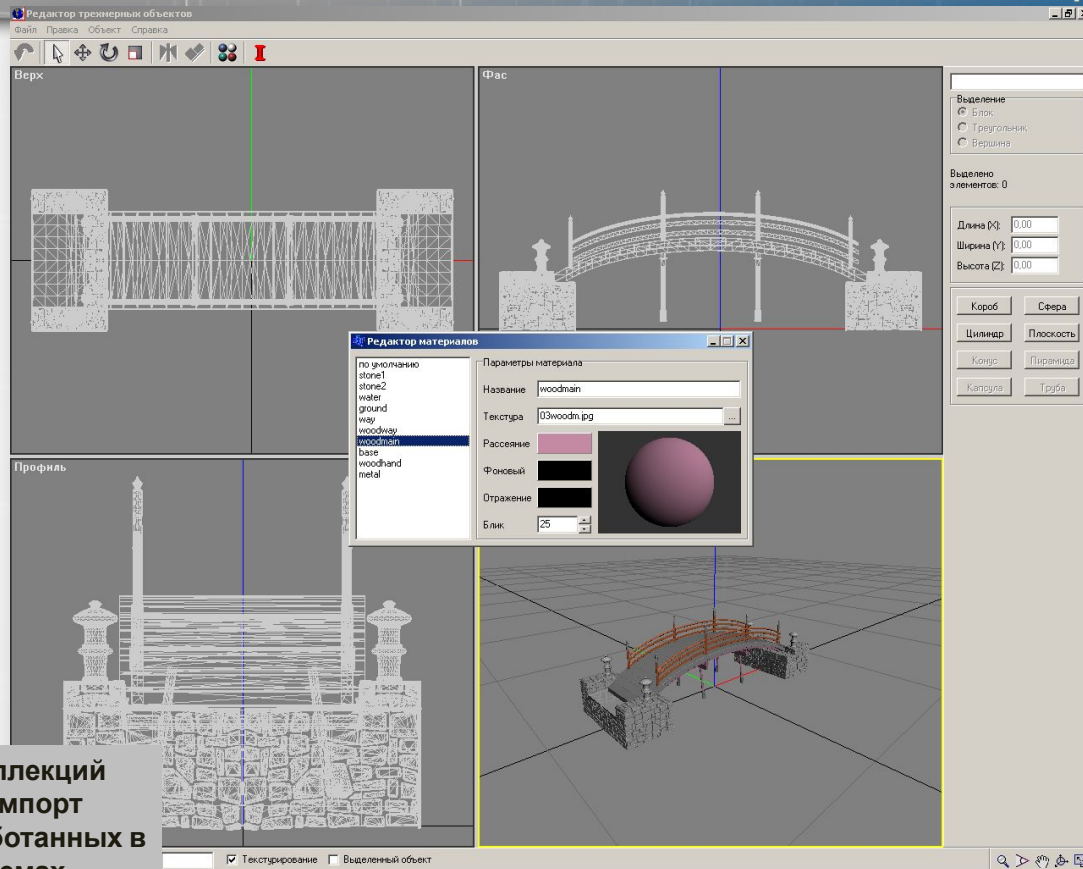 Редактор трехмерных объектов
Файл Правка Объект Справка
Верх
Фас
Выделение
Блок
Треугольник
Вершина
Выделено
элементов: 0
Длина (X): 0,00
Ширина (Y): 0,00
Высота (Z): 0,00
Короб Сфера
Цилиндр Плоскость
Конус Пирамида
Капсула Труба
Редактор материалов
по умолчанию
stone1
stone2
water
ground
way
woodway
woodmain
base
woodhand
metal
Параметры материала
Название woodmain
Текстура 03woodm.jpg ...
Рассеяние
Фоновый
Отражение
Блик 25
Профиль
ллекций
мпорт
ботанных в
Текстурирование Выделенный объект